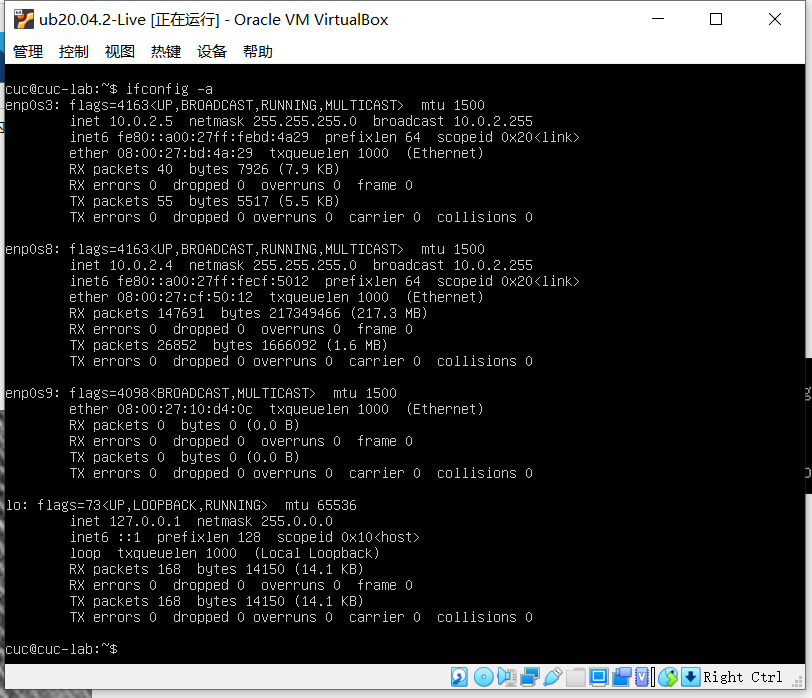 ub20.04.2-Live [正在运行] - Oracle VM VirtualBox
管理 控制 视图 热键 设备 帮助
cuc@cuc-lab:~$ ifconfig -a
enp0s3: flags=4163<UP,BROADCAST,RUNNING,MULTICAST>  mtu 1500
        inet 10.0.2.5  netmask 255.255.255.0  broadcast 10.0.2.255
        inet6 fe80::a00:27ff:febd:4a29  prefixlen 64  scopeid 0x20<link>
        ether 08:00:27:bd:4a:29  txqueuelen 1000  (Ethernet)
        RX packets 40  bytes 7926 (7.9 KB)
        RX errors 0  dropped 0  overruns 0  frame 0
        TX packets 55  bytes 5517 (5.5 KB)
        TX errors 0  dropped 0 overruns 0  carrier 0  collisions 0
enp0s8: flags=4163<UP,BROADCAST,RUNNING,MULTICAST>  mtu 1500
        inet 10.0.2.4  netmask 255.255.255.0  broadcast 10.0.2.255
        inet6 fe80::a00:27ff:fecf:5012  prefixlen 64  scopeid 0x20<link>
        ether 08:00:27:cf:50:12  txqueuelen 1000  (Ethernet)
        RX packets 147691  bytes 217349466 (217.3 MB)
        RX errors 0  dropped 0  overruns 0  frame 0
        TX packets 26852  bytes 1666092 (1.6 MB)
        TX errors 0  dropped 0 overruns 0  carrier 0  collisions 0
enp0s9: flags=4098<BROADCAST,MULTICAST>  mtu 1500
        ether 08:00:27:10:d4:0c  txqueuelen 1000  (Ethernet)
        RX packets 0  bytes 0 (0.0 B)
        RX errors 0  dropped 0  overruns 0  frame 0
        TX packets 0  bytes 0 (0.0 B)
        TX errors 0  dropped 0 overruns 0  carrier 0  collisions 0
lo: flags=73<UP,LOOPBACK,RUNNING>  mtu 65536
        inet 127.0.0.1  netmask 255.0.0.0
        inet6 ::1  prefixlen 128  scopeid 0x10<host>
        loop  txqueuelen 1000  (Local Loopback)
        RX packets 168  bytes 14150 (14.1 KB)
        RX errors 0  dropped 0  overruns 0  frame 0
        TX packets 168  bytes 14150 (14.1 KB)
        TX errors 0  dropped 0 overruns 0  carrier 0  collisions 0
cuc@cuc-lab:~$
Right Ctrl